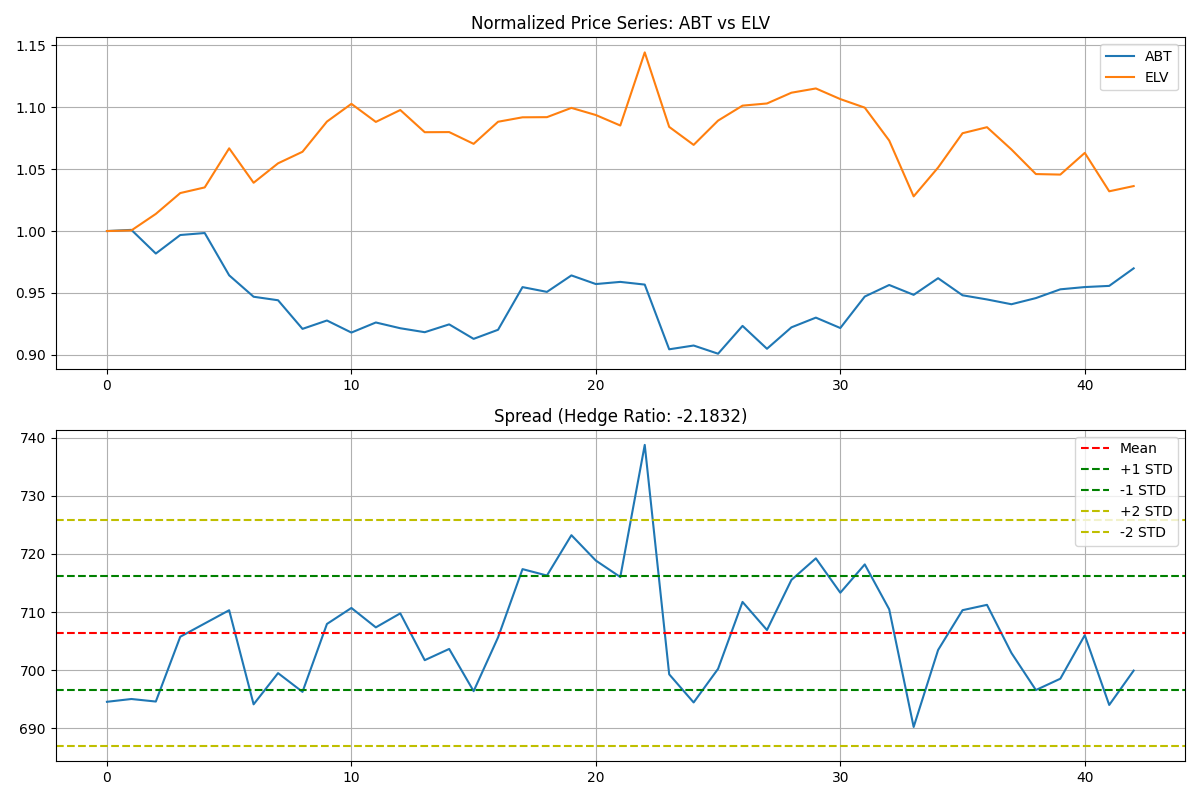 Normalized Price Series: ABT vs ELV
1.15
1.10
1.05
1.00
0.95
0.90
ABT
ELV
0 10 20 30 40
Spread (Hedge Ratio: -2.1832)
740
730
720
710
700
690
Mean
+1 STD
-1 STD
+2 STD
-2 STD
0 10 20 30 40